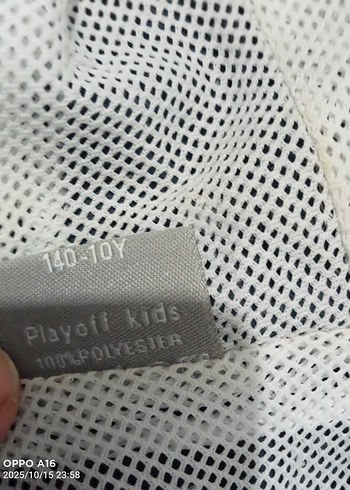 140-10Y
Playoff kids
100%POLYESTER
OPPO A16
2025/10/15 23:58